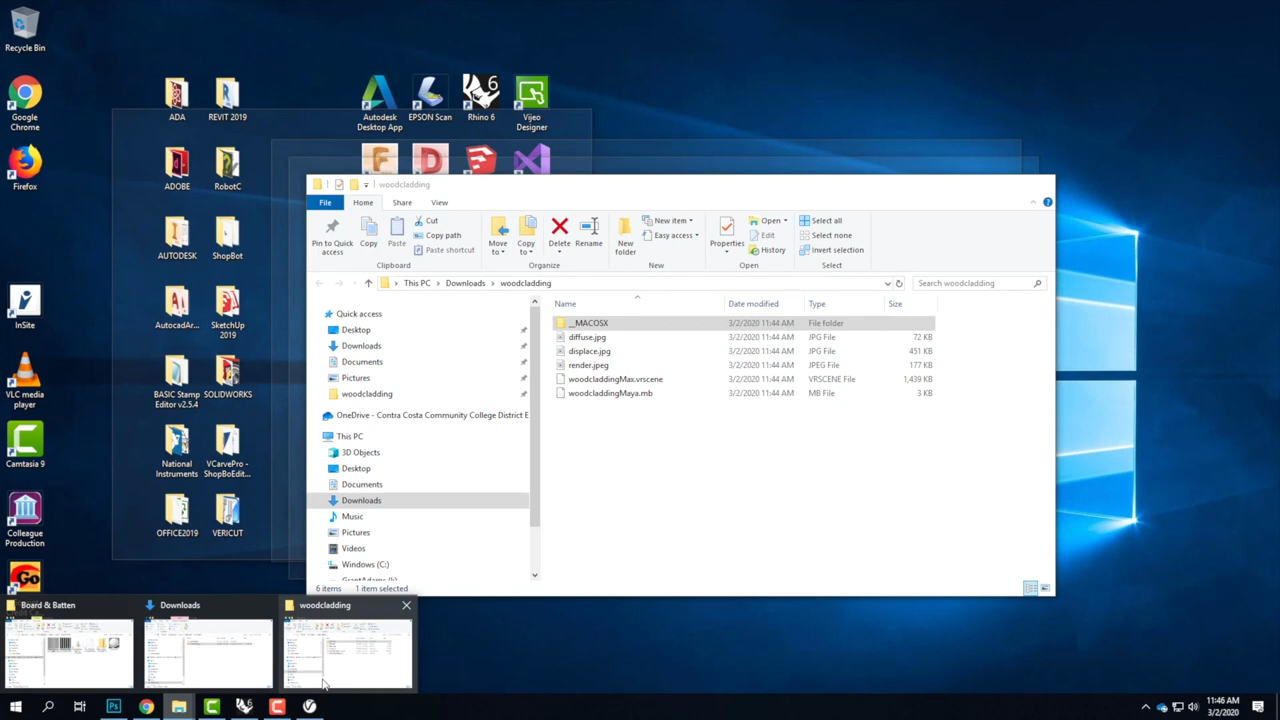 Recycle Bin
Google
Chrome
Firefox
InSite
VLC media
player
Camtasia 9
Colleague
Production
ADA
REVIT 2019
ADOBE
RobotC
AUTODESK
ShopBot
AutocadAr...
SketchUp
2019
BASIC Stamp
Editor v2.5.4
SOLIDWORKS
National
Instruments
VCarvePro -
ShopBoEdit...
OFFICE2019
VERICUT
Autodesk
Desktop App
EPSON Scan
Rhino 6
Vijeo
Designer
woodcladding
File
Home
Share
View
Pin to Quick
access
Copy
Paste
Cut
Copy path
Paste shortcut
Clipboard
Move
to
Copy
to
Delete
Rename
Organize
New
folder
New item
Easy access
New
Properties
Open
Edit
History
Open
Select all
Select none
Invert selection
Select
This PC > Downloads > woodcladding
Search woodcladding
Quick access
Desktop
Downloads
Documents
Pictures
woodcladding
OneDrive - Contra Costa Community College District E
This PC
3D Objects
Desktop
Documents
Downloads
Music
Pictures
Videos
Windows (C:)
Name Date modified Type Size
__MACOSX 3/2/2020 11:44 AM File folder
diffuse.jpg 3/2/2020 11:44 AM JPG File 72 KB
displace.jpg 3/2/2020 11:44 AM JPG File 451 KB
render.jpeg 3/2/2020 11:44 AM JPEG File 177 KB
woodcladdingMax.vrscene 3/2/2020 11:44 AM VRSCENE File 1,439 KB
woodcladdingMaya.mb 3/2/2020 11:44 AM MB File 3 KB
6 items 1 item selected
Board & Batten
Downloads
woodcladding
Go
Ps
11:46 AM
3/2/2020